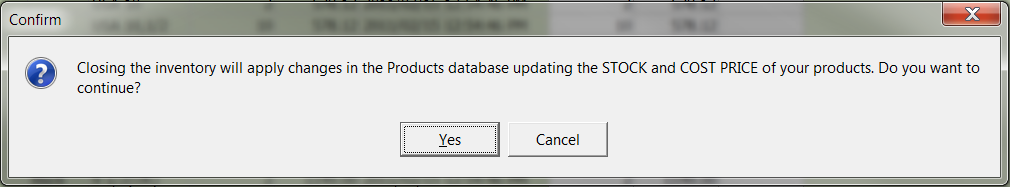 Confirm
Closing the inventory will apply changes in the Products database updating the STOCK and COST PRICE of your products. Do you want to
continue?
Yes
Cancel